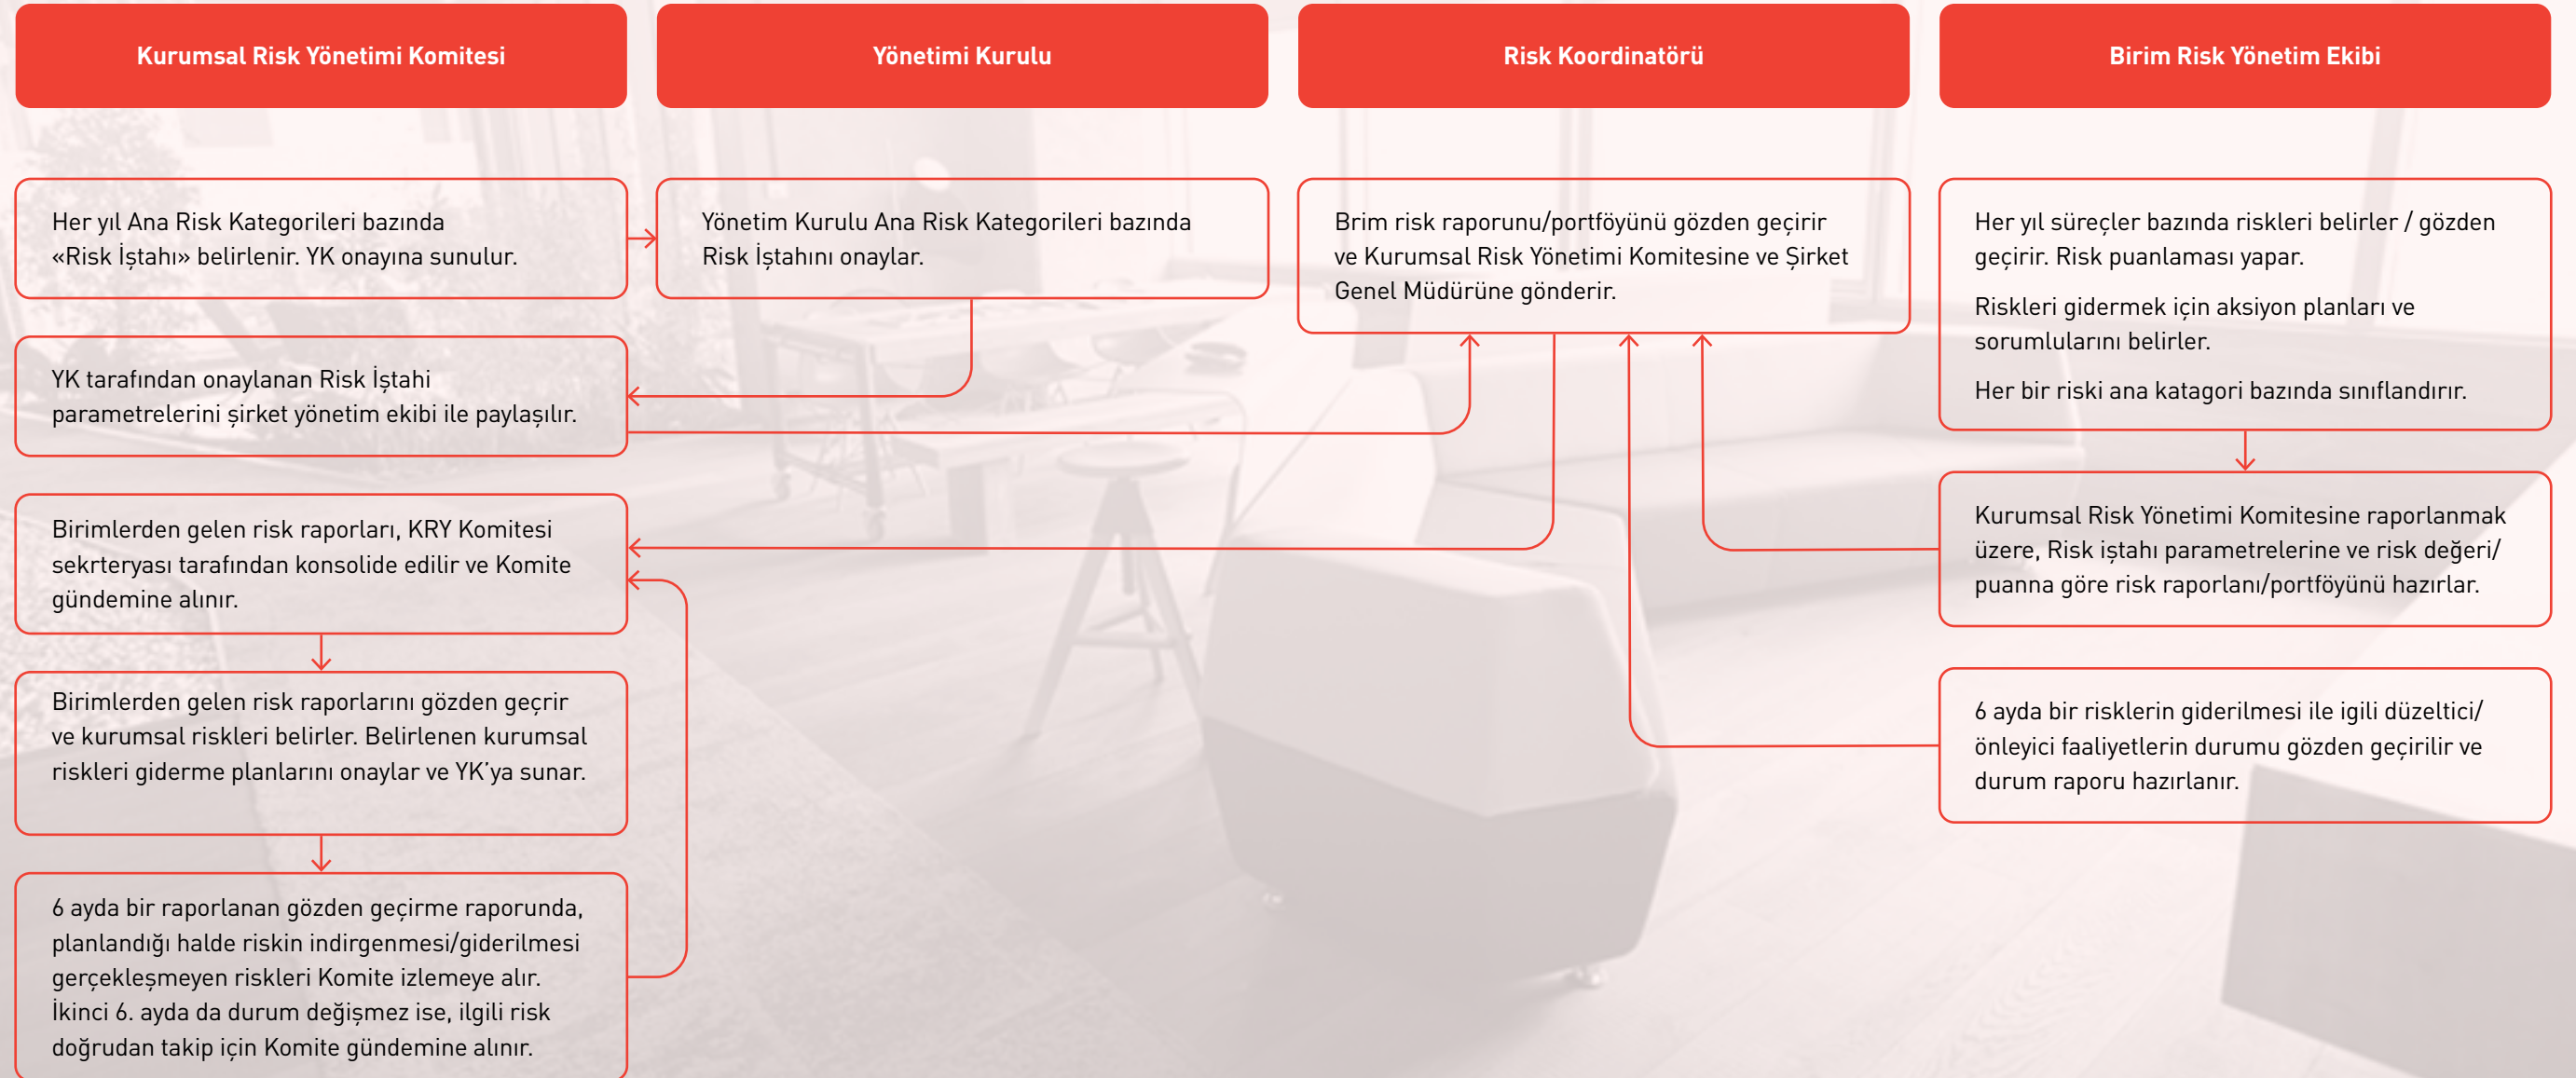 Kurumsal Risk Yönetimi Komitesi
Yönetimi Kurulu
Risk Koordinatörü
Birim Risk Yönetim Ekibi
Her yıl Ana Risk Kategorileri bazında
«Risk İştahı» belirlenir. YK onayına sunulur.
YK tarafından onaylanan Risk İştahi
parametrelerini şirket yönetim ekibi ile paylaşılır.
Birimlerden gelen risk raporları, KRY Komitesi
sekrteryası tarafından konsolide edilir ve Komite
gündemine alınır.
Birimlerden gelen risk raporlarını gözden geçrir
ve kurumsal riskleri belirler. Belirlenen kurumsal
riskleri giderme planlarını onaylar ve YK’ya sunar.
6 ayda bir raporlanan gözden geçirme raporunda,
planlandığı halde riskin indirgenmesi/giderilmesi
gerçekleşmeyen riskleri Komite izlemeye alır.
İkinci 6. ayda da durum değişmez ise, ilgili risk
doğrudan takip için Komite gündemine alınır.
Yönetim Kurulu Ana Risk Kategorileri bazında
Risk İştahını onaylar.
Brim risk raporunu/portföyünü gözden geçirir
ve Kurumsal Risk Yönetimi Komitesine ve Şirket
Genel Müdürüne gönderir.
Her yıl süreçler bazında riskleri belirler / gözden
geçirir. Risk puanlaması yapar.
Riskleri gidermek için aksiyon planları ve
sorumlularını belirler.
Her bir riski ana katagori bazında sınıflandırır.
Kurumsal Risk Yönetimi Komitesine raporlanmak
üzere, Risk iştahı parametrelerine ve risk değeri/
puanna göre risk raporlanı/portföyünü hazırlar.
6 ayda bir risklerin giderilmesi ile igili düzeltici/
önleyici faaliyetlerin durumu gözden geçirilir ve
durum raporu hazırlanır.